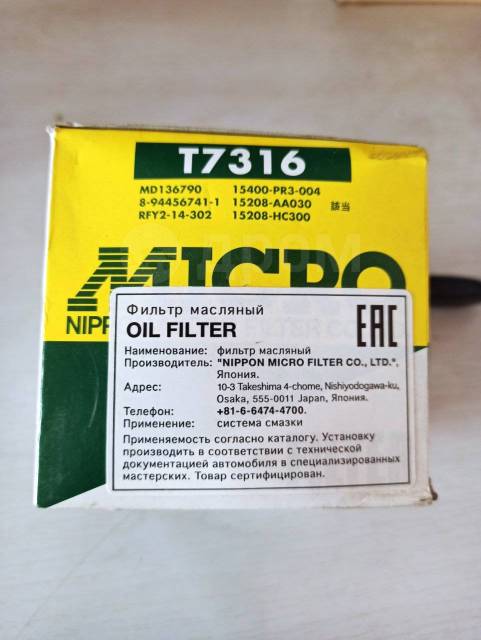 T7316
MD136790 15400-PR3-004
8-94456741-1 15208-AA030 該当
RFY2-14-302 15208-HC300
MICRO
NIPP
Фильтр масляный
OIL FILTER
EAC
Наименование: фильтр масляный
Производитель: "NIPPON MICRO FILTER CO., LTD.",
Япония.
Адрес: 10-3 Takeshima 4-chome, Nishiyodogawa-ku,
Osaka, 555-0011 Japan, Япония.
Телефон: +81-6-6474-4700.
Применение: система смазки
Применяемость согласно каталогу. Установку
производить в соответствии с технической
документацией автомобиля в специализированных
мастерских. Товар сертифицирован.